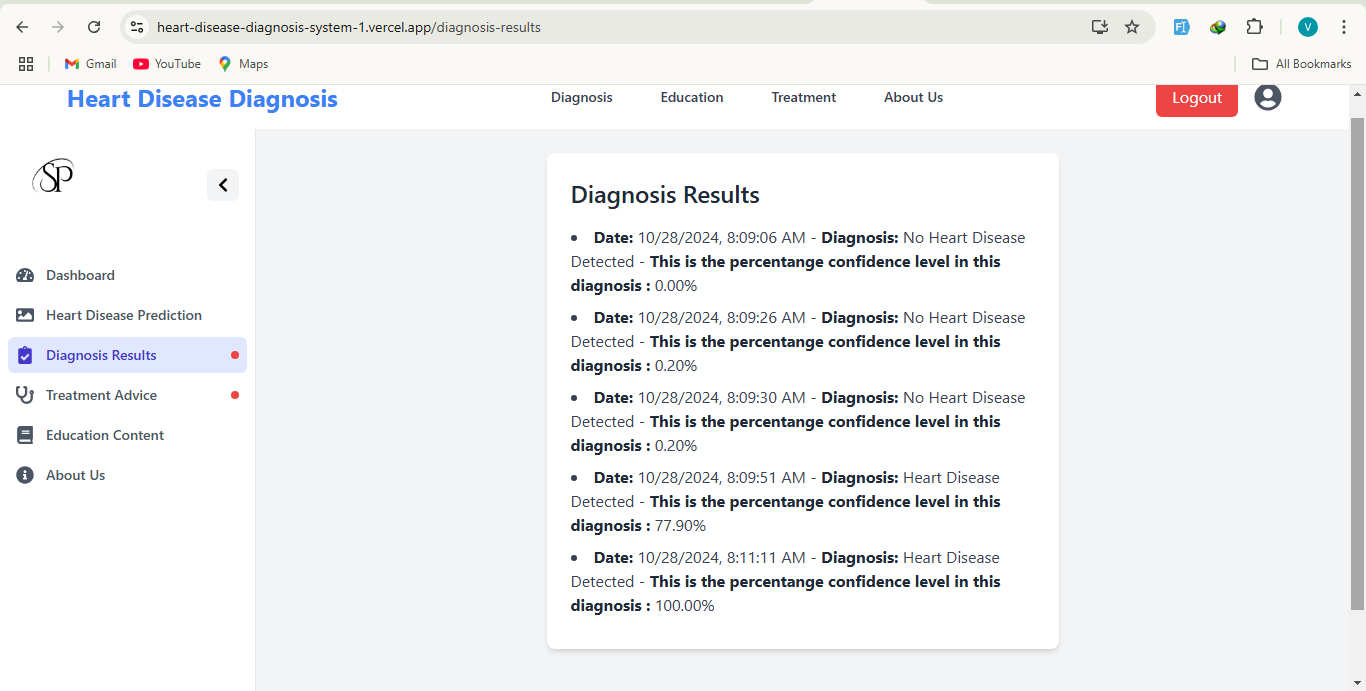 heart-disease-diagnosis-system-1.vercel.app/diagnosis-results
FI
V
Gmail
YouTube
Maps
All Bookmarks
Heart Disease Diagnosis
Diagnosis
Education
Treatment
About Us
Logout
SP
Dashboard
Heart Disease Prediction
Diagnosis Results
Treatment Advice
Education Content
About Us
Diagnosis Results
• Date: 10/28/2024, 8:09:06 AM - Diagnosis: No Heart Disease
Detected - This is the percentange confidence level in this
diagnosis : 0.00%
• Date: 10/28/2024, 8:09:26 AM - Diagnosis: No Heart Disease
Detected - This is the percentange confidence level in this
diagnosis : 0.20%
• Date: 10/28/2024, 8:09:30 AM - Diagnosis: No Heart Disease
Detected - This is the percentange confidence level in this
diagnosis : 0.20%
• Date: 10/28/2024, 8:09:51 AM - Diagnosis: Heart Disease
Detected - This is the percentange confidence level in this
diagnosis : 77.90%
• Date: 10/28/2024, 8:11:11 AM - Diagnosis: Heart Disease
Detected - This is the percentange confidence level in this
diagnosis : 100.00%